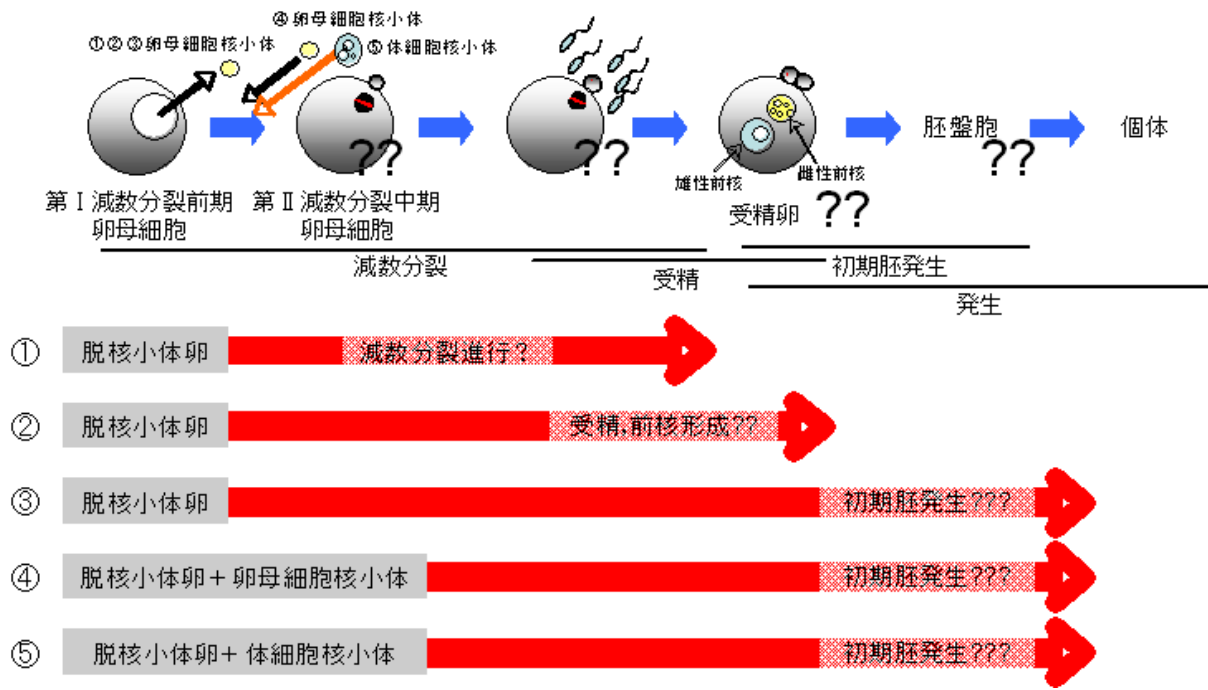 ④卵母細胞核小体
①②③卵母細胞核小体
⑤体細胞核小体
??
??
胚盤胞
??
個体
雄性前核
雌性前核
第Ⅰ減数分裂前期
卵母細胞
第Ⅱ減数分裂中期
卵母細胞
受精卵
??
減数分裂
受精
初期胚発生
発生
① 脱核小体卵 減数分裂進行?
② 脱核小体卵 受精.前核形成??
③ 脱核小体卵 初期胚発生???
④ 脱核小体卵+卵母細胞核小体 初期胚発生???
⑤ 脱核小体卵+体細胞核小体 初期胚発生???